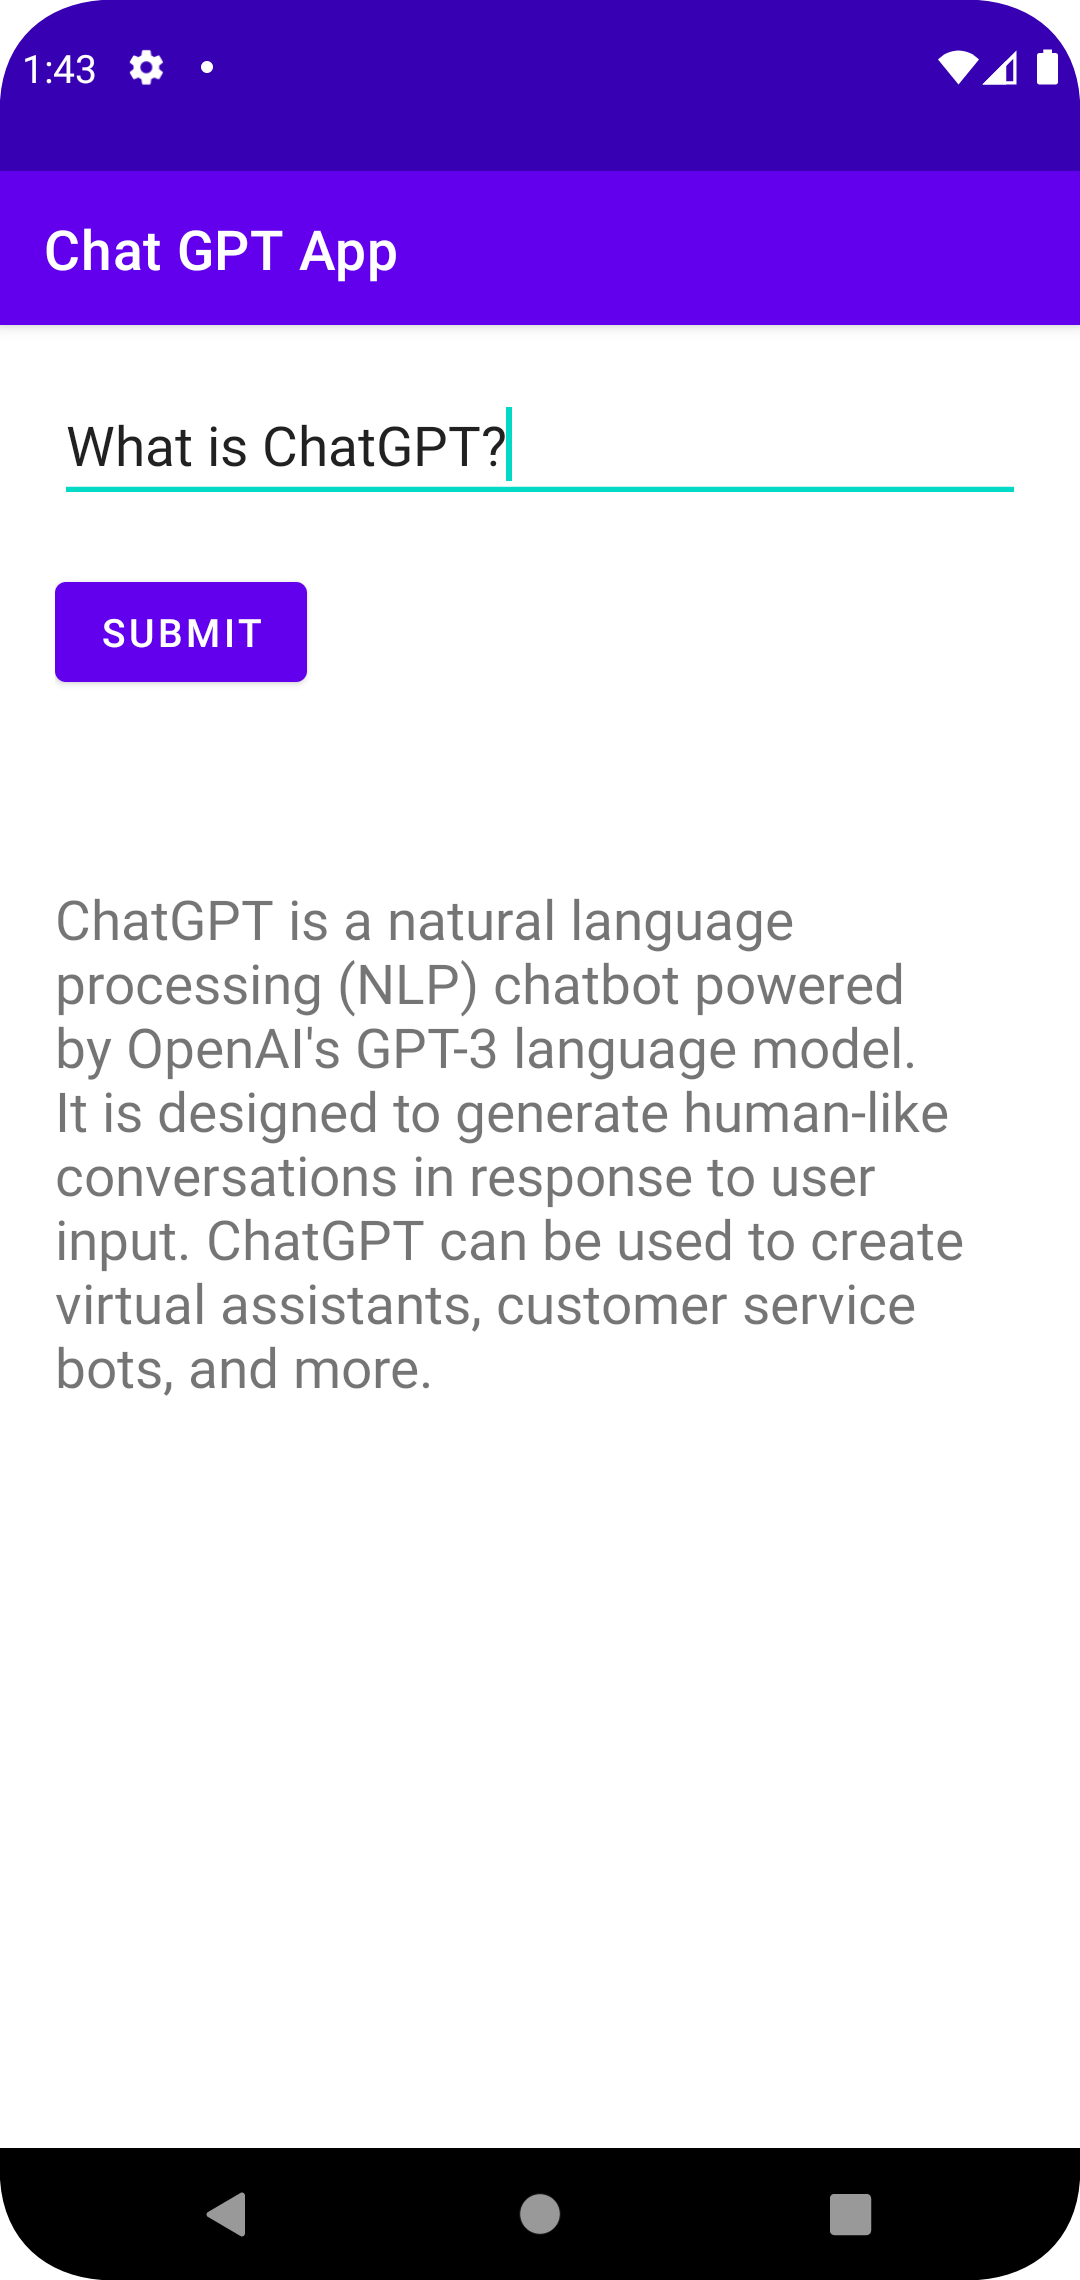 1:43
Chat GPT App
What is ChatGPT?
SUBMIT
ChatGPT is a natural language
processing (NLP) chatbot powered
by OpenAI's GPT-3 language model.
It is designed to generate human-like
conversations in response to user
input. ChatGPT can be used to create
virtual assistants, customer service
bots, and more.